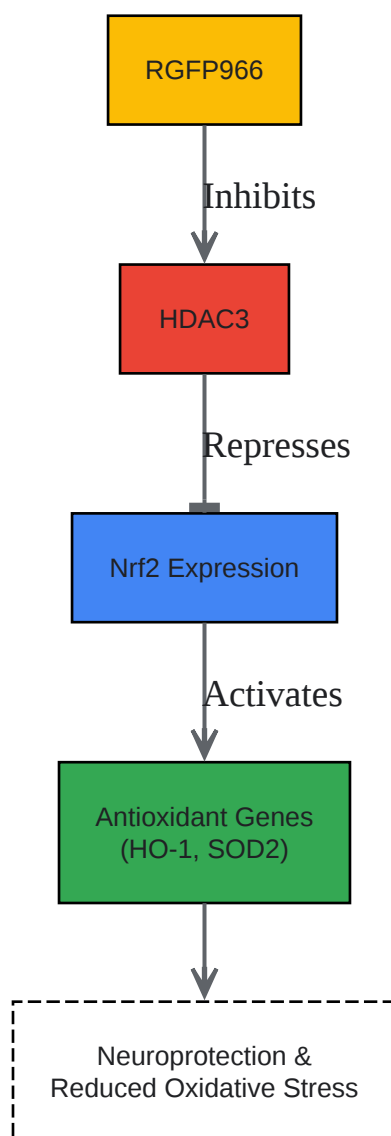 RGFP966
Inhibits
HDAC3
Represses
Nrf2 Expression
Activates
Antioxidant Genes
(HO-1, SOD2)
Neuroprotection &
Reduced Oxidative Stress